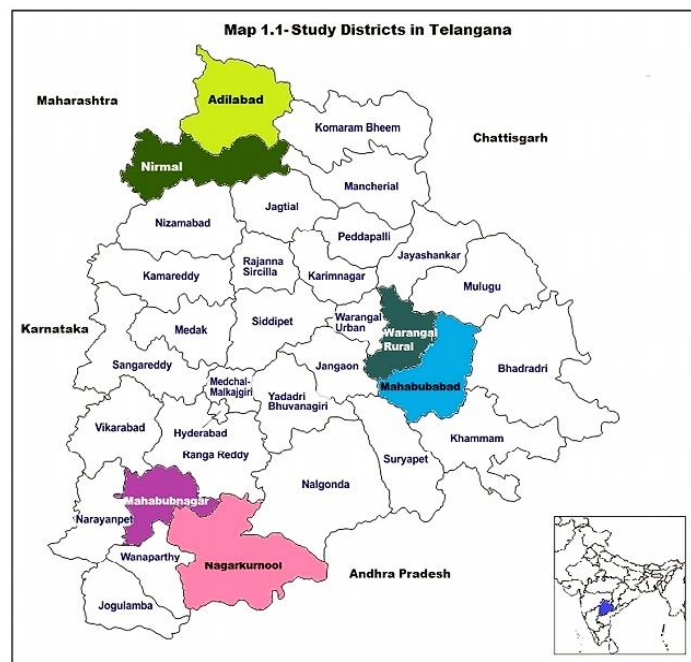 Map 1.1- Study Districts in Telangana
Maharashtra
Adilabad
Komaram Bheem
Chattisgarh
Nirmal
Mancherial
Jagtial
Nizamabad
Peddapalli
Jayashankar
Rajanna
Sircilla
Kamareddy
Karimnagar
Mulugu
Karnataka
Medak
Siddipet
Warangal
Urban
Warangal
Rural
Sangareddy
Jangaon
Bhadradri
Medchal-
Malkajgiri
Mahabubabad
Yadadri
Bhuvanagiri
Vikarabad
Hyderabad
Ranga Reddy
Khammam
Suryapet
Nalgonda
Mahabubnagar
Narayanpet
Wanaparthy
Nagarkurnool
Andhra Pradesh
Jogulamba